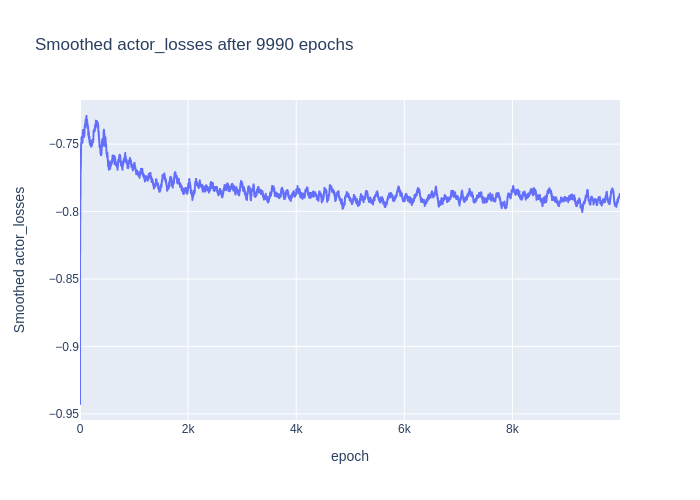 Smoothed actor_losses after 9990 epochs
−0.75
−0.8
−0.85
−0.9
−0.95
Smoothed actor_losses
0
2k
4k
6k
8k
epoch